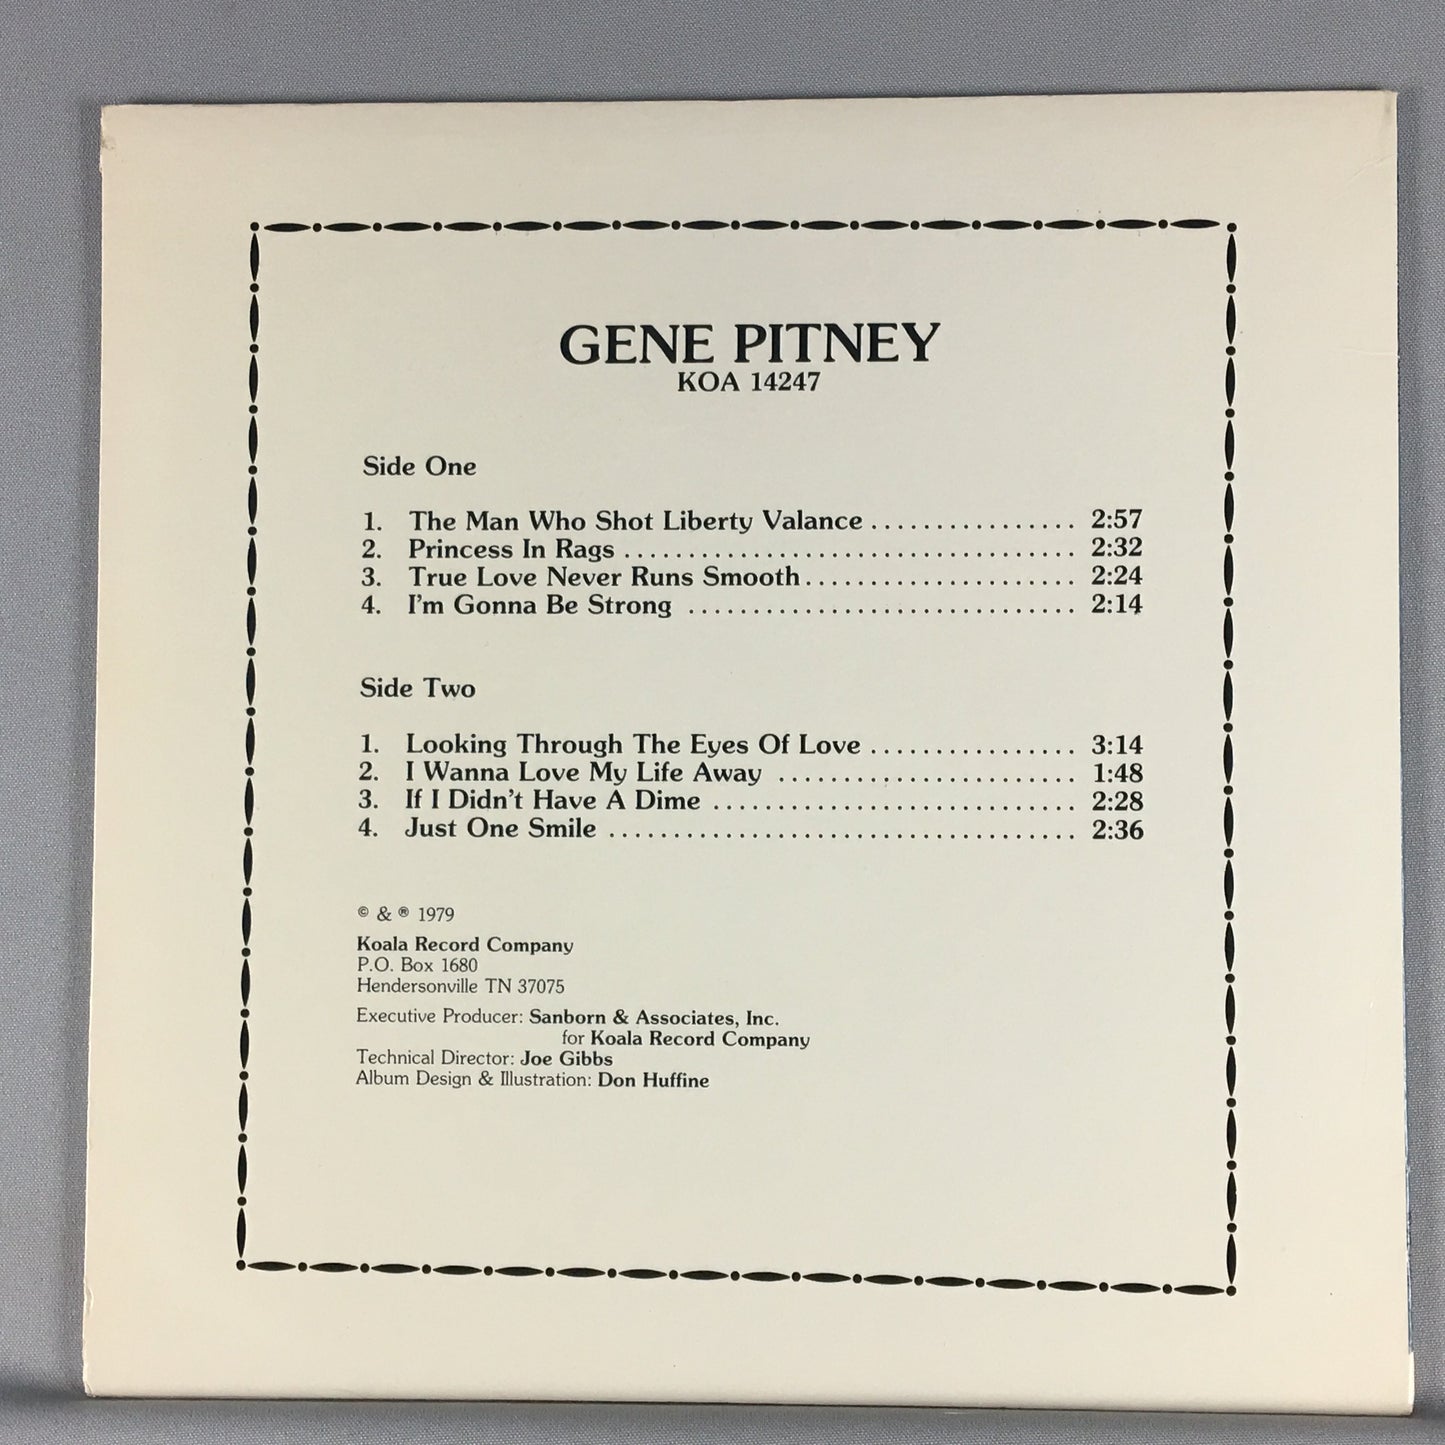 GENE PITNEY
KOA 14247
Side One
1. The Man Who Shot Liberty Valance ................ 2:57
2. Princess In Rags .................................... 2:32
3. True Love Never Runs Smooth..................... 2:24
4. I'm Gonna Be Strong .............................. 2:14
Side Two
1. Looking Through The Eyes Of Love ................ 3:14
2. I Wanna Love My Life Away ....................... 1:48
3. If I Didn't Have A Dime ............................ 2:28
4. Just One Smile ..................................... 2:36
© & ® 1979
Koala Record Company
P.O. Box 1680
Hendersonville TN 37075
Executive Producer: Sanborn & Associates, Inc.
for Koala Record Company
Technical Director: Joe Gibbs
Album Design & Illustration: Don Huffine